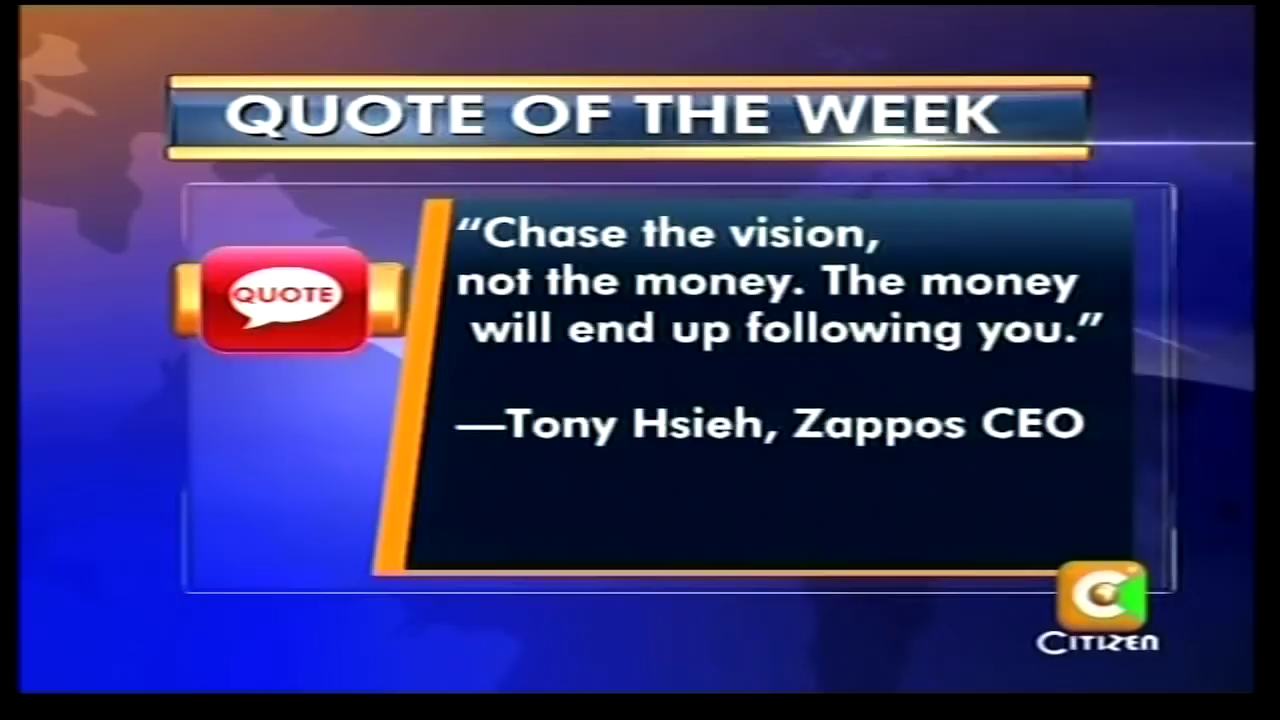 QUOTE OF THE WEEK
QUOTE
“Chase the vision,
not the money. The money
will end up following you.”
—Tony Hsieh, Zappos CEO
CITIZEN